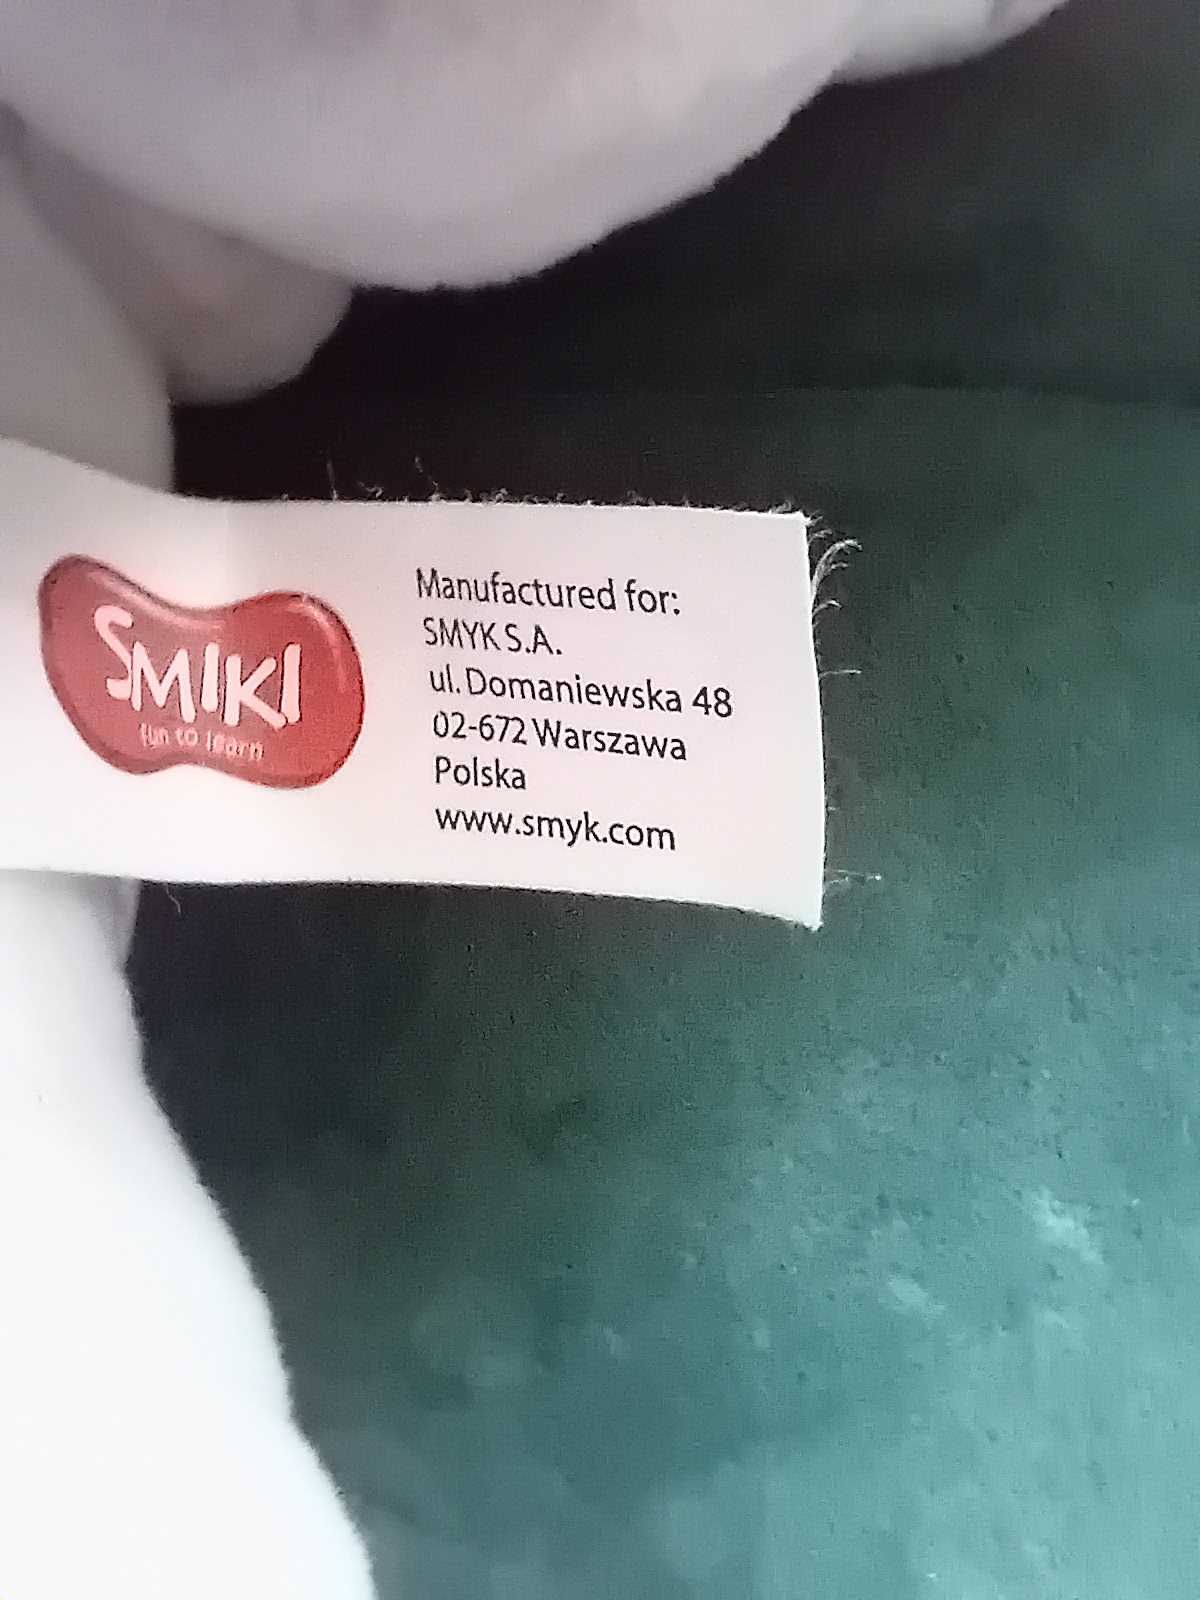 SMIKI
fun to learn
Manufactured for:
SMYK S.A.
ul. Domaniewska 48
02-672 Warszawa
Polska
www.smyk.com